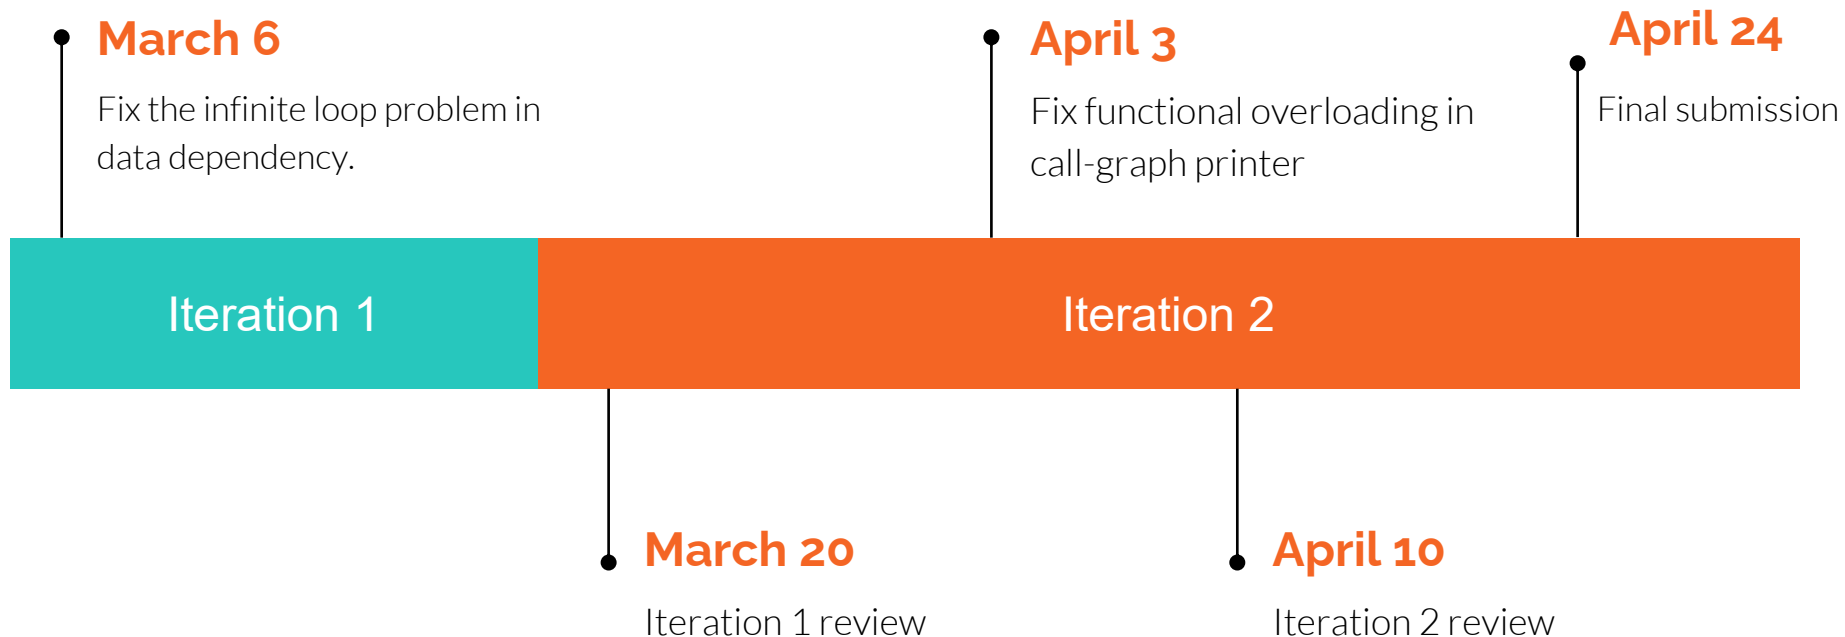 March 6
Fix the infinite loop problem in
data dependency.
April 3
Fix functional overloading in
call-graph printer
April 24
Final submission
Iteration 1
Iteration 2
March 20
Iteration 1 review
April 10
Iteration 2 review